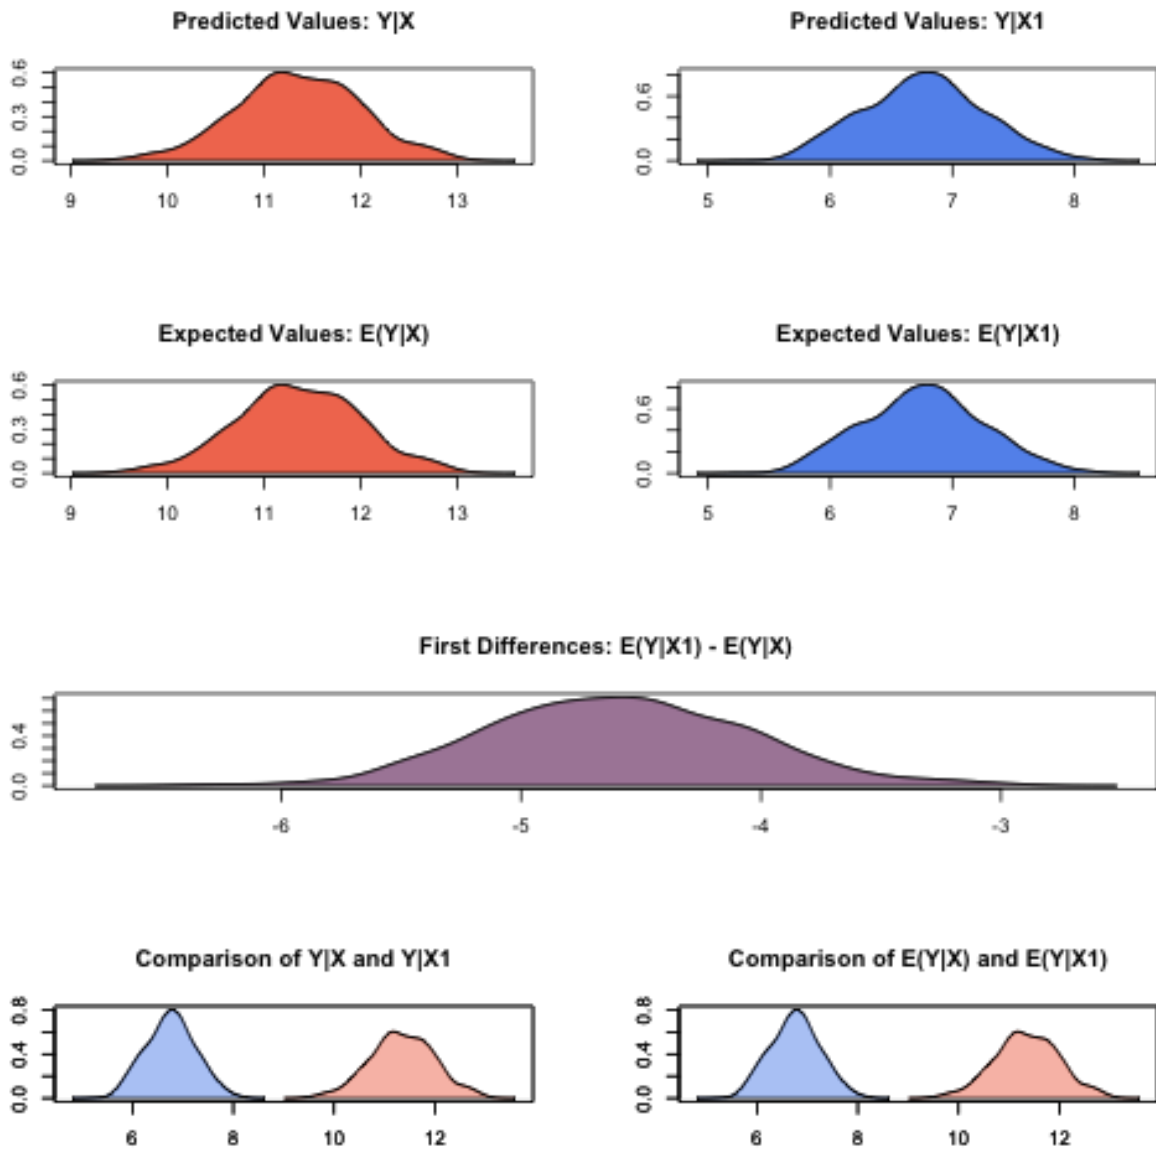 Predicted Values: Y|X
0.0 0.3 0.6
9 10 11 12 13
Predicted Values: Y|X1
0.0 0.6
5 6 7 8
Expected Values: E(Y|X)
0.0 0.3 0.6
9 10 11 12 13
Expected Values: E(Y|X1)
0.0 0.6
5 6 7 8
First Differences: E(Y|X1) - E(Y|X)
0.0 0.4
-6 -5 -4 -3
Comparison of Y|X and Y|X1
0.0 0.4 0.8
6 8 10 12
Comparison of E(Y|X) and E(Y|X1)
0.0 0.4 0.8
6 8 10 12